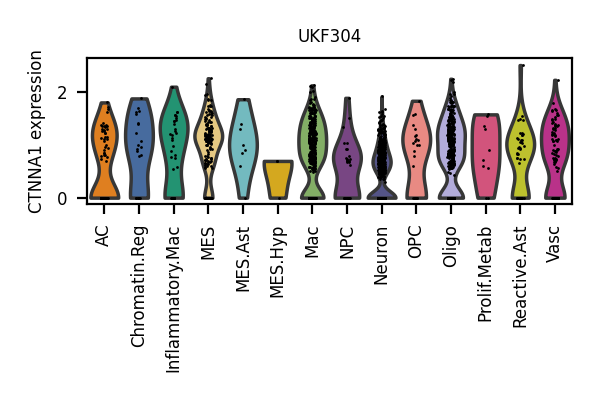 UKF304
CTNNA1 expression
2
0
AC
Chromatin.Reg
Inflammatory.Mac
MES
MES.Ast
MES.Hyp
Mac
NPC
Neuron
OPC
Oligo
Prolif.Metab
Reactive.Ast
Vasc